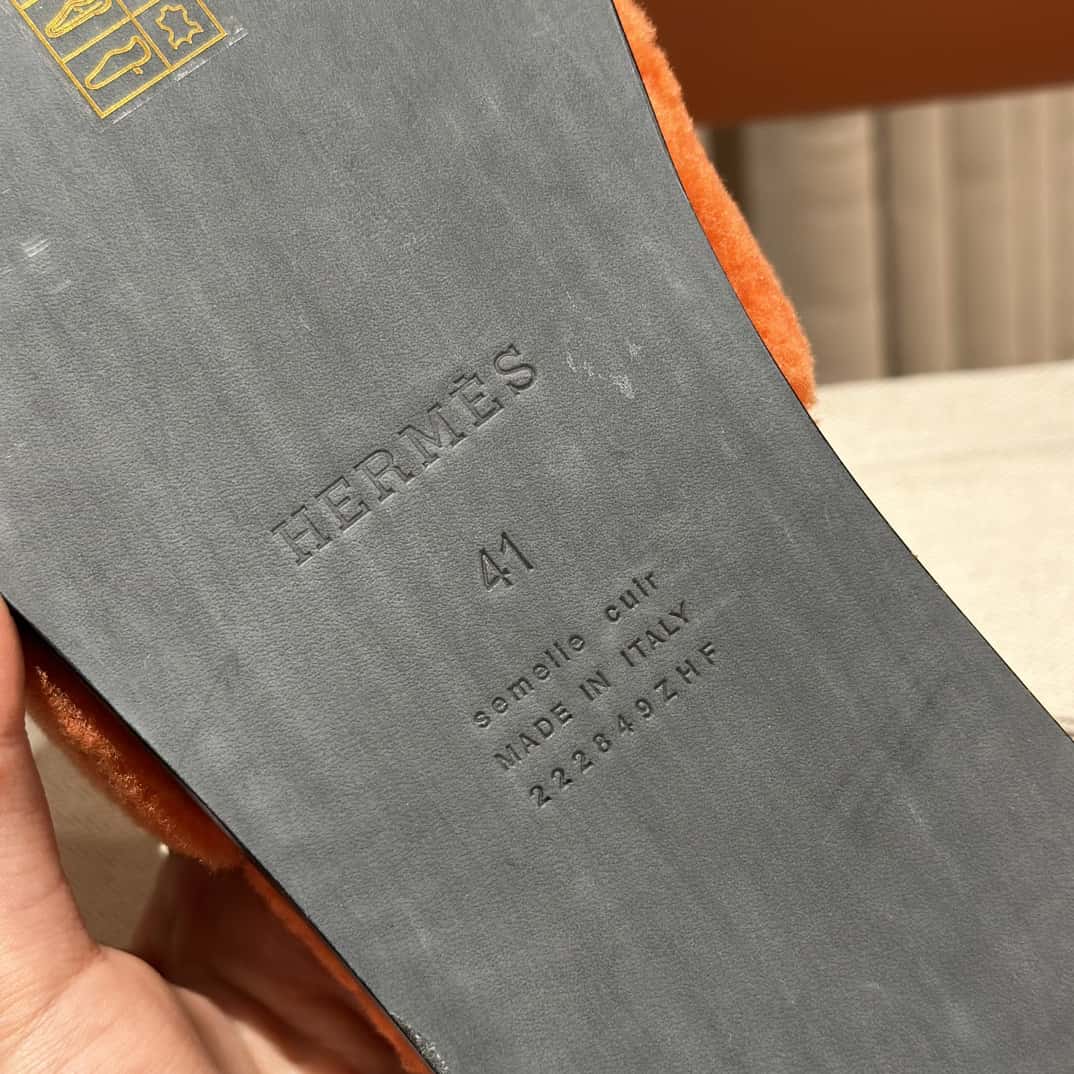 HERMÈS
41
semelle cuir
MADE IN ITALY
222849ZHF